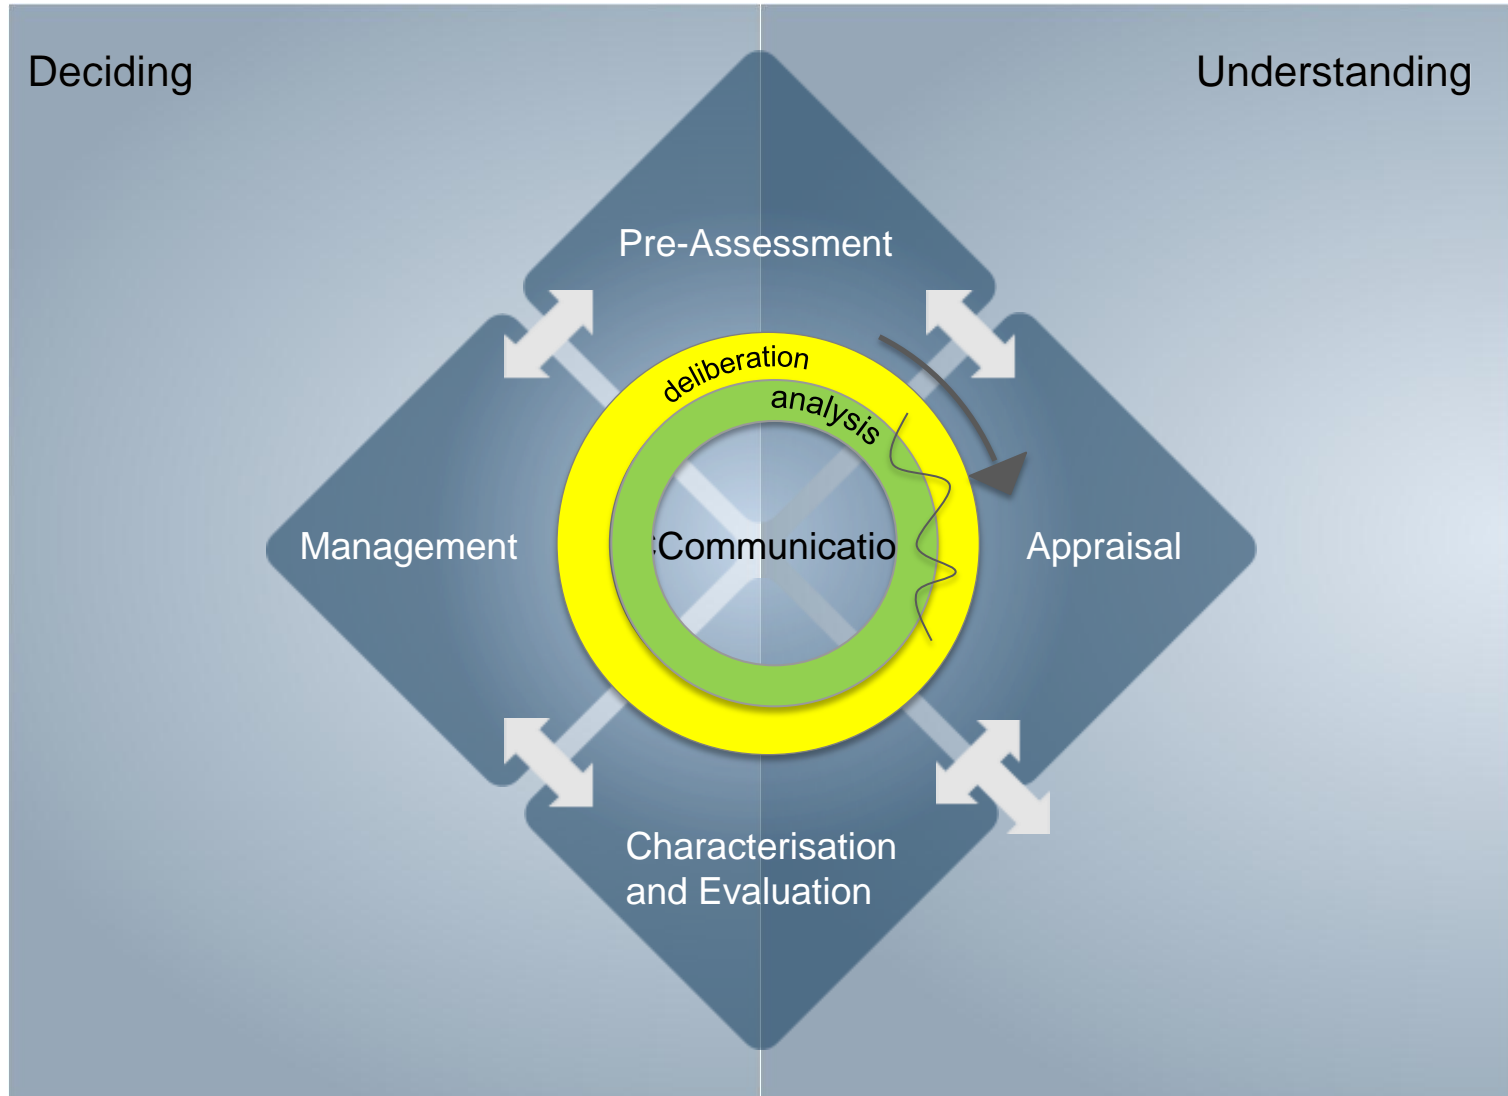 Deciding
Understanding
Pre-Assessment
deliberation
analysis
Management
Communicatio
Appraisal
Characterisation
and Evaluation